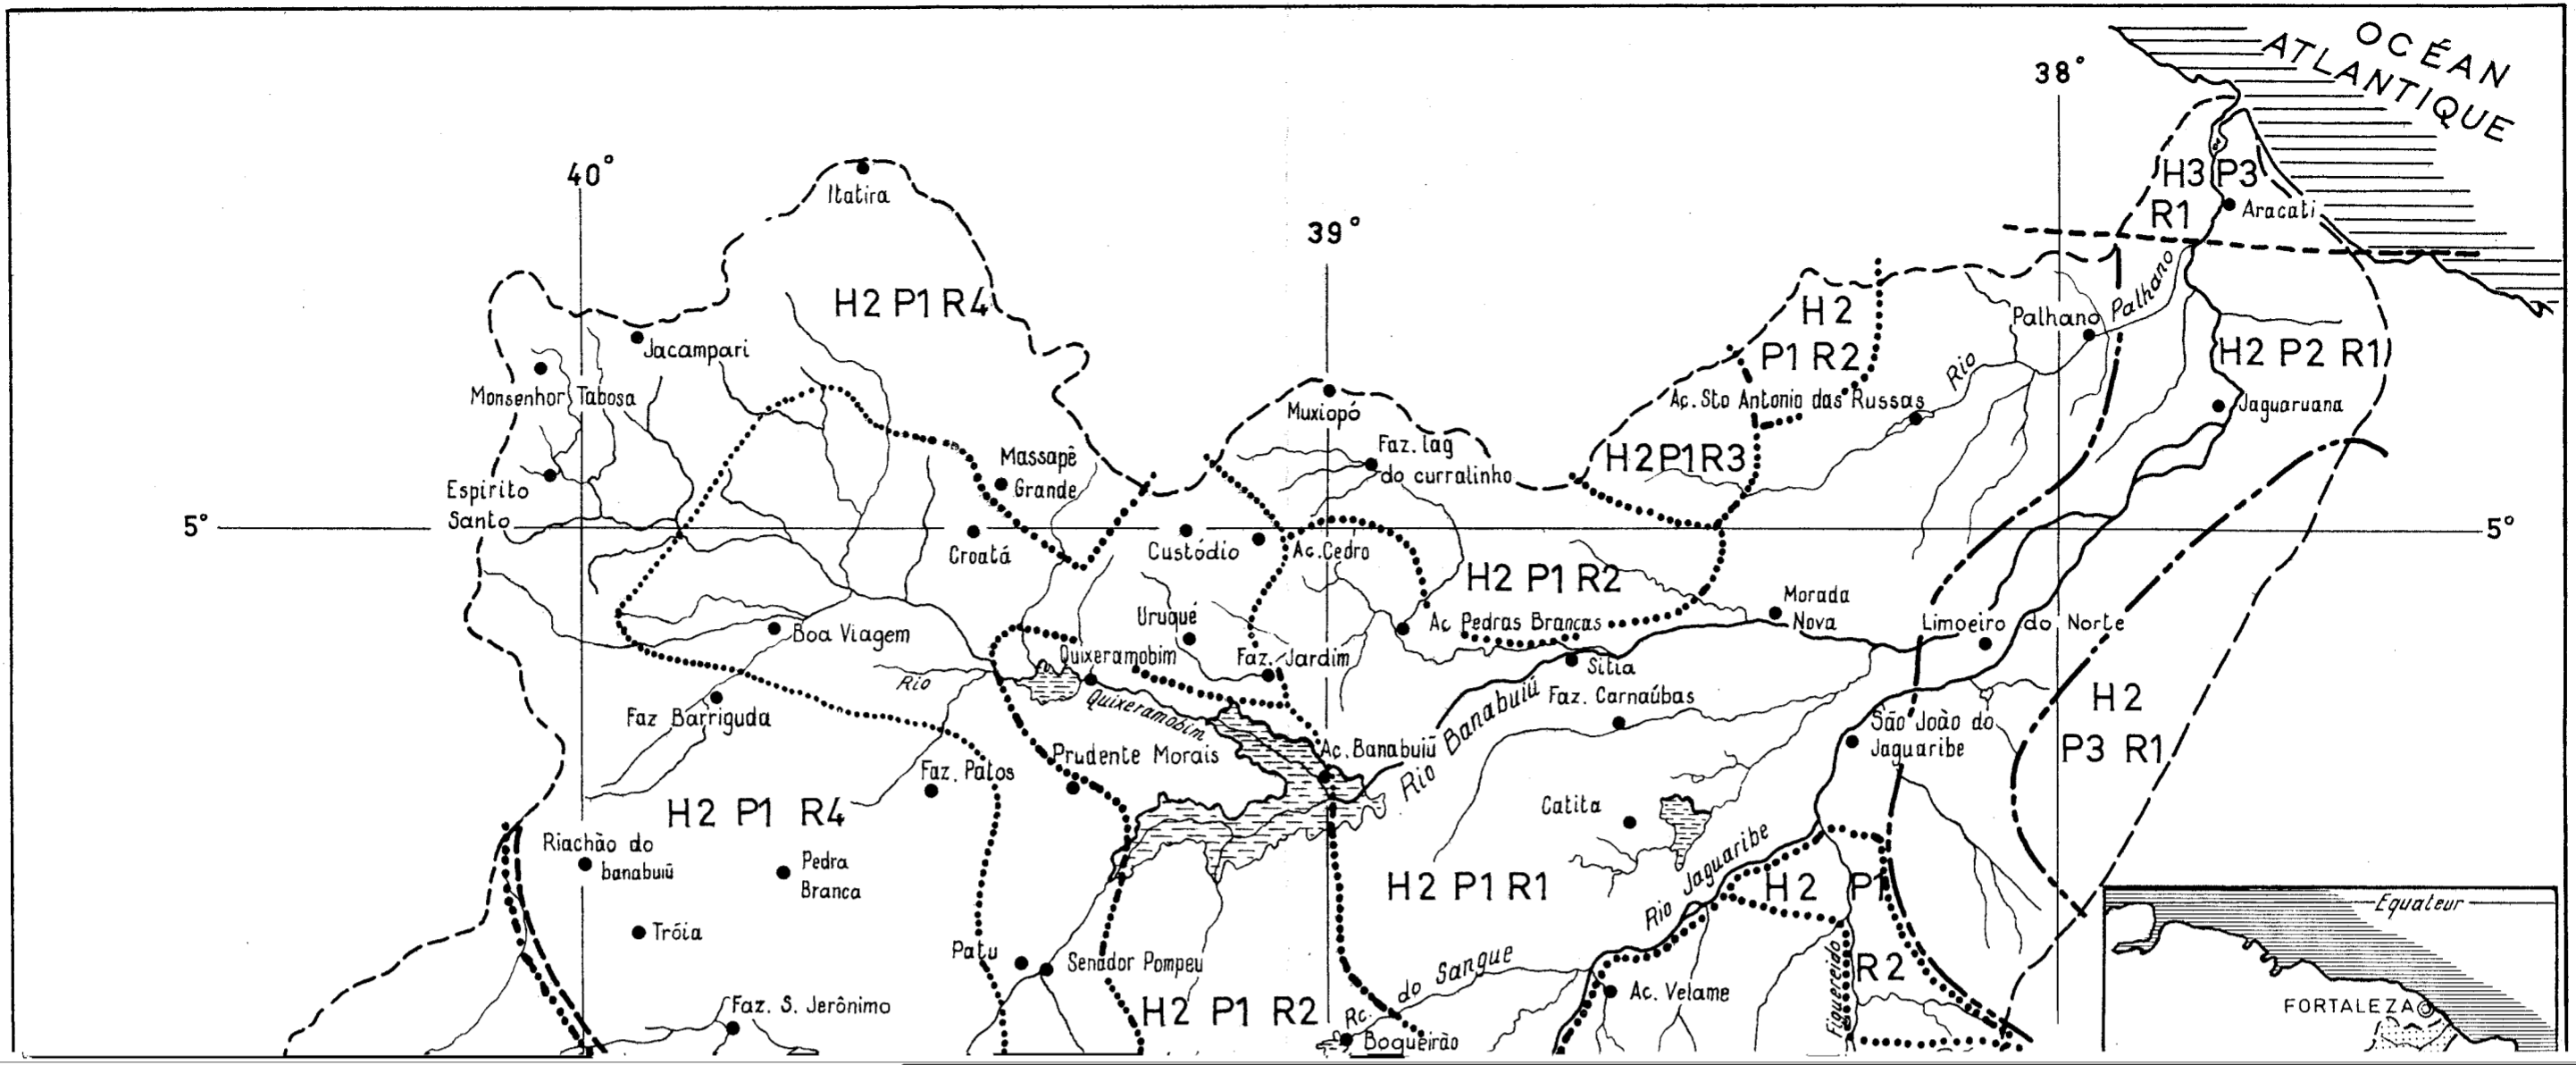 OCÉAN
ATLANTIQUE
38°
40°
Itatira
39°
H3 P3
R1
Aracati
H2 P1 R4
H2
P1 R2
Palhano
Rio Palhano
H2 P2 R1
Jacampari
Monsenhor Tabosa
Muxiopó
Aç. Sto Antonio das Russas
Jaguaruana
Faz. lag
do curralinho
H2P1R3
Massapê
Grande
Espirito
Santo
5°
5°
Croatá
Custódio
Aç. Cedro
H2 P1 R2
Uruquê
Morada
Nova
Boa Viagem
Aç Pedras Brancas
Limoeiro do Norte
Quixeramobim
Faz. Jardim
Sitia
Rio Quixeramobim
Faz. Carnaúbas
Faz Barriguda
H2
P3 R1
São João do
Jaguaribe
Prudente Morais
Aç. Banabuiú
Rio Banabuiú
Faz. Patos
H2 P1 R4
Catita
Riachão do
banabuiú
Pedra
Branca
Rio Jaguaribe
H2 P1 R1
H2 P1
R2
Equateur
Tróia
Patu
Senador Pompeu
Rc. do Sangue
Figuereido
Aç. Velame
Faz. S. Jerônimo
H2 P1 R2
FORTALEZA
Boqueirão